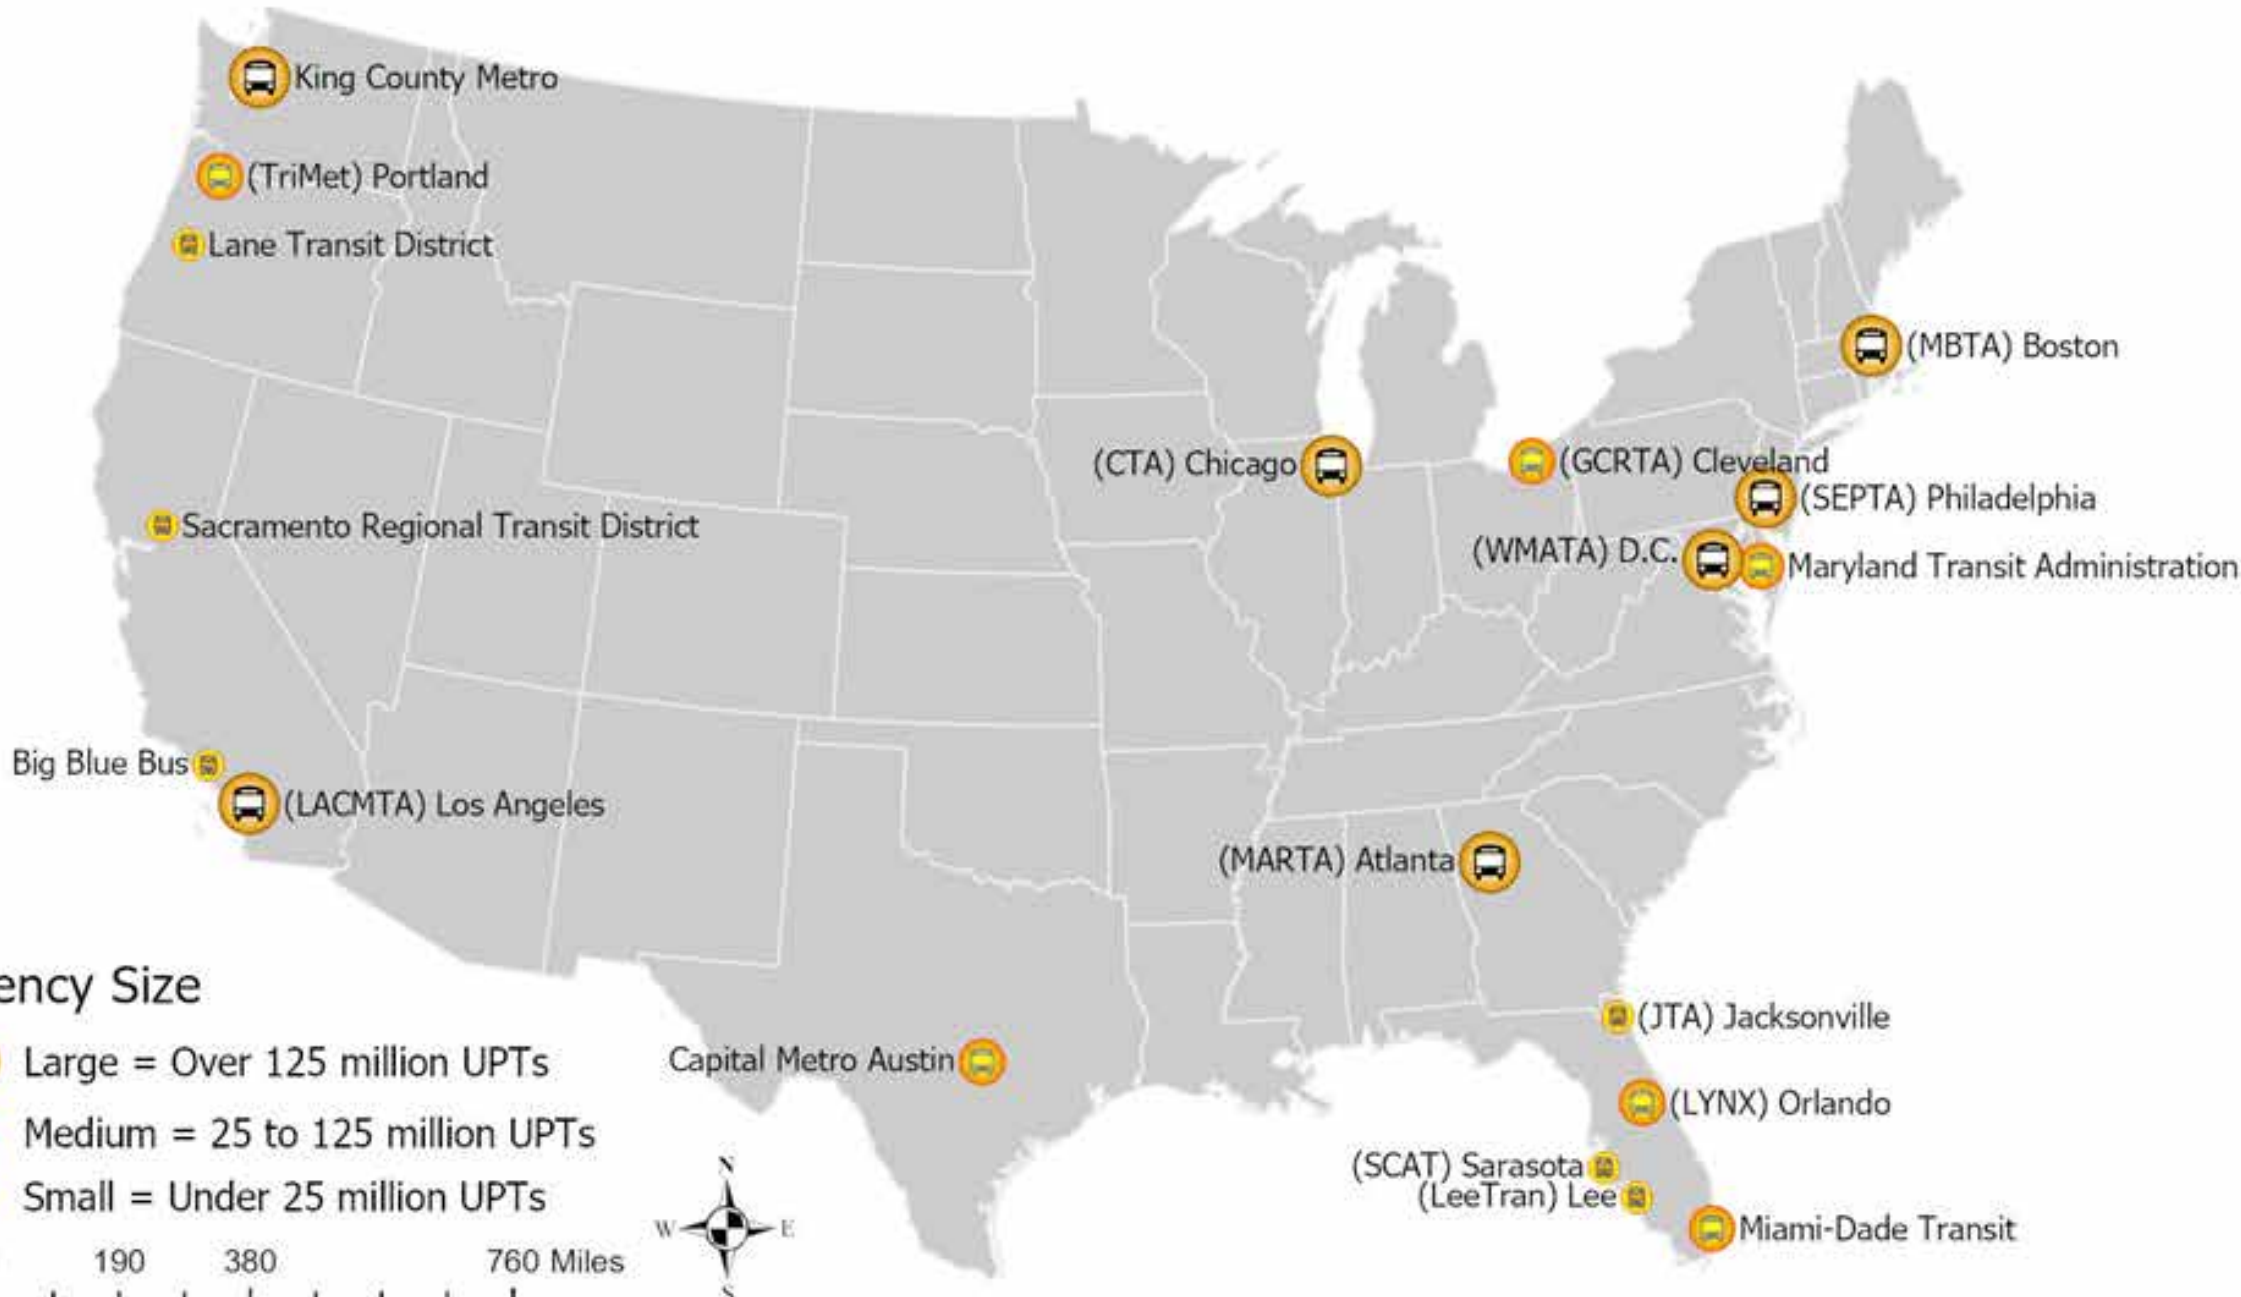 King County Metro
(TriMet) Portland
Lane Transit District
(MBTA) Boston
(CTA) Chicago
(GCRTA) Cleveland
(SEPTA) Philadelphia
Sacramento Regional Transit District
(WMATA) D.C.
Maryland Transit Administration
Big Blue Bus
(LACMTA) Los Angeles
(MARTA) Atlanta
(JTA) Jacksonville
Capital Metro Austin
(LYNX) Orlando
(SCAT) Sarasota
(LeeTran) Lee
Miami-Dade Transit
ency Size
Large = Over 125 million UPTs
Medium = 25 to 125 million UPTs
Small = Under 25 million UPTs
190 380 760 Miles
N
W E
S